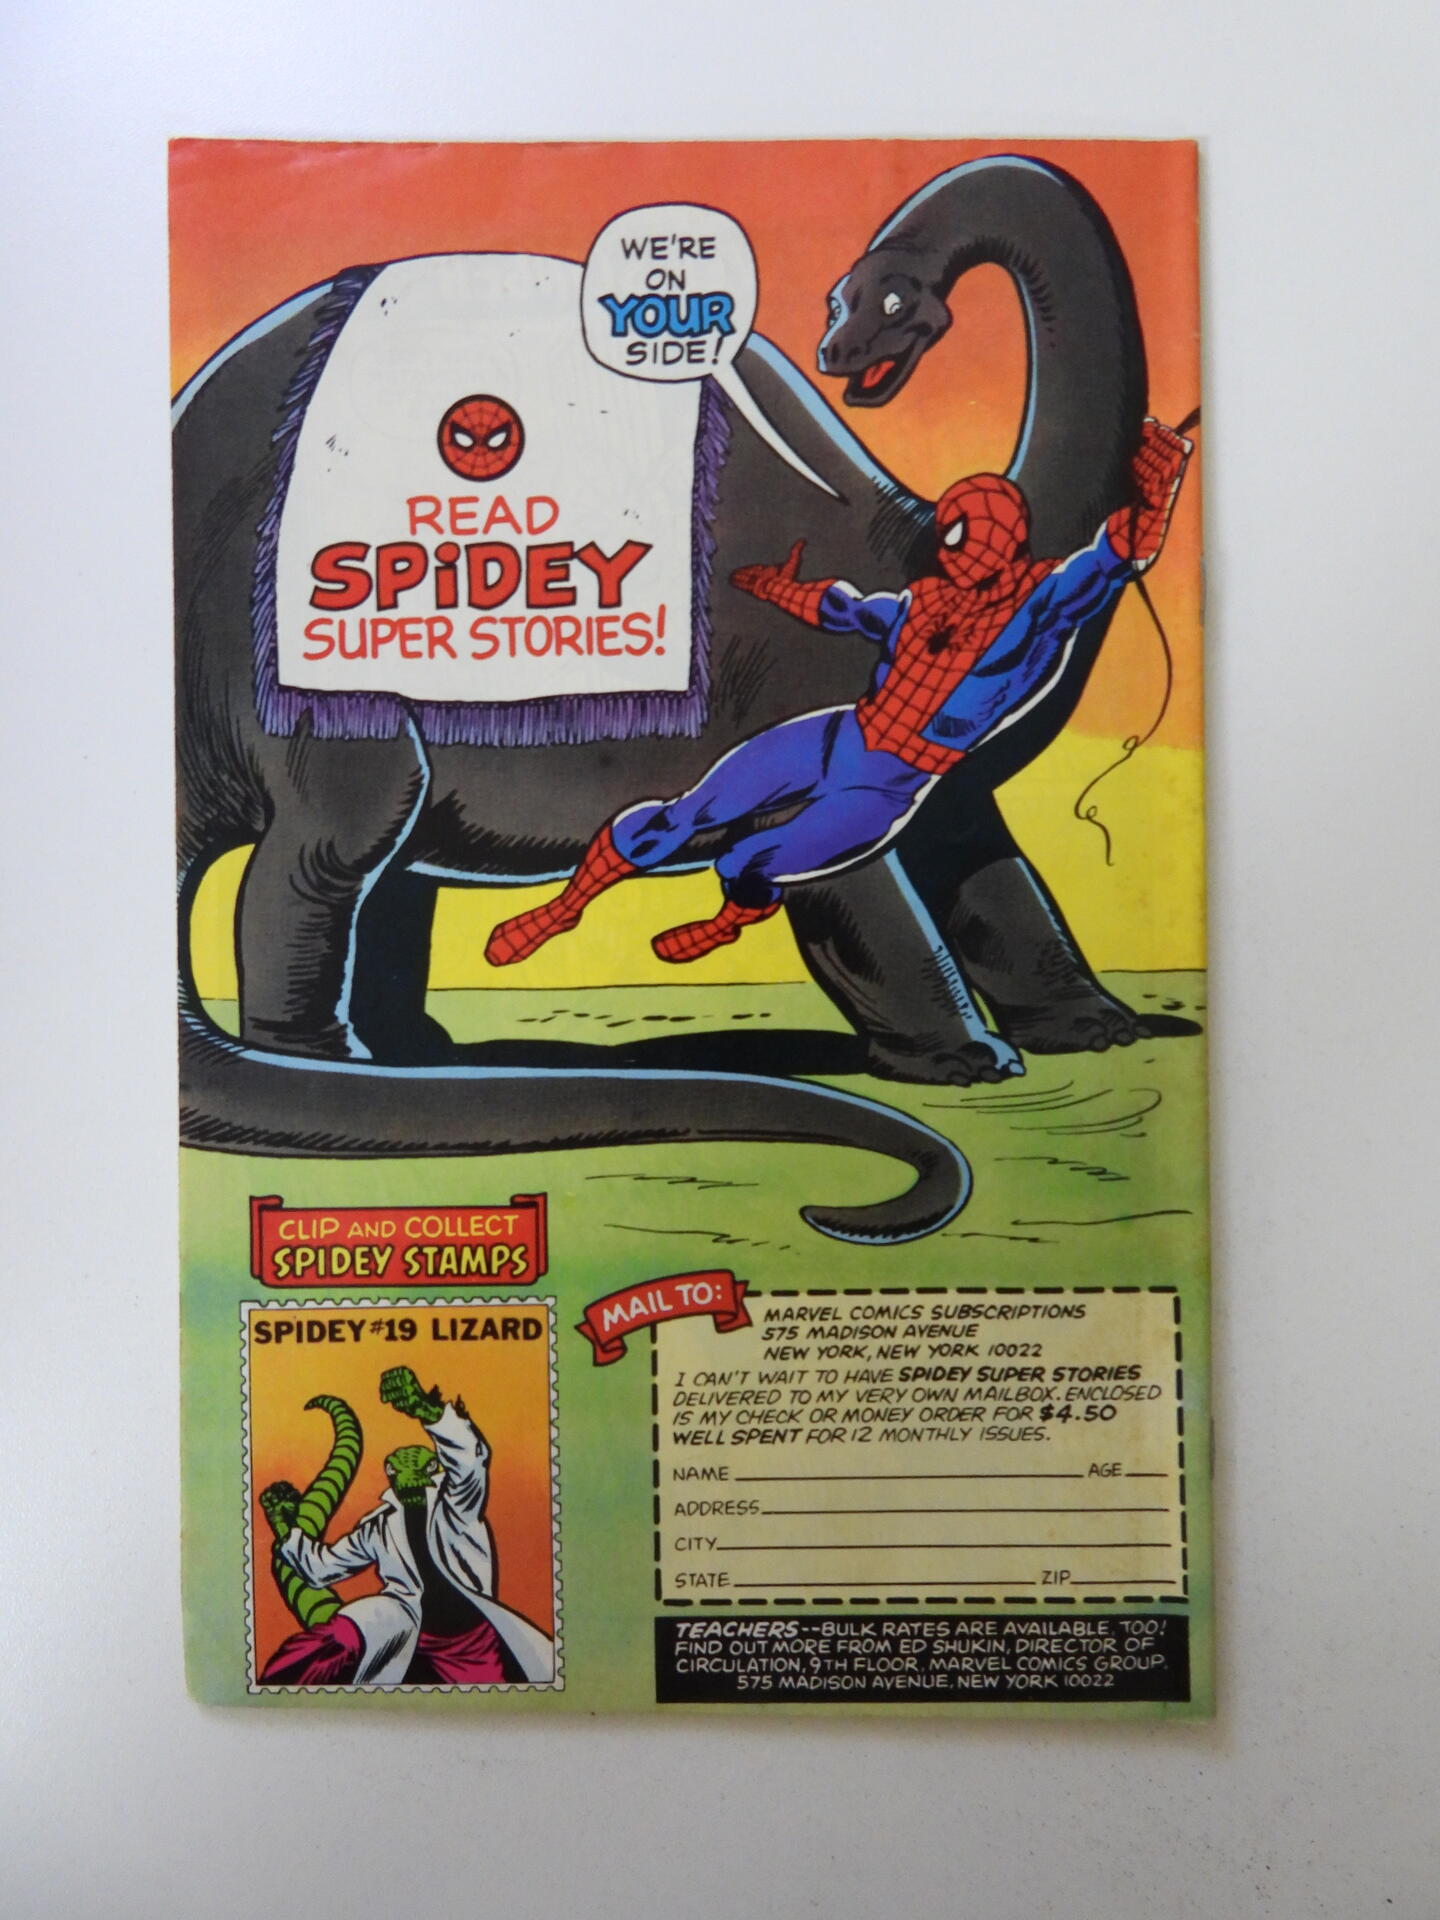 WE'RE
ON
YOUR
SIDE!
READ
SPiDEY
SUPER STORIES!
CLIP AND COLLECT
SPIDEY STAMPS
SPIDEY #19 LIZARD
MAIL TO:
MARVEL COMICS SUBSCRIPTIONS
575 MADISON AVENUE
NEW YORK, NEW YORK 10022
I CAN'T WAIT TO HAVE SPIDEY SUPER STORIES
DELIVERED TO MY VERY OWN MAILBOX. ENCLOSED
IS MY CHECK OR MONEY ORDER FOR $4.50
WELL SPENT FOR 12 MONTHLY ISSUES.
NAME AGE
ADDRESS
CITY
STATE ZIP
TEACHERS--BULK RATES ARE AVAILABLE, TOO!
FIND OUT MORE FROM ED SHUKIN, DIRECTOR OF
CIRCULATION, 9TH FLOOR, MARVEL COMICS GROUP.
575 MADISON AVENUE, NEW YORK 10022